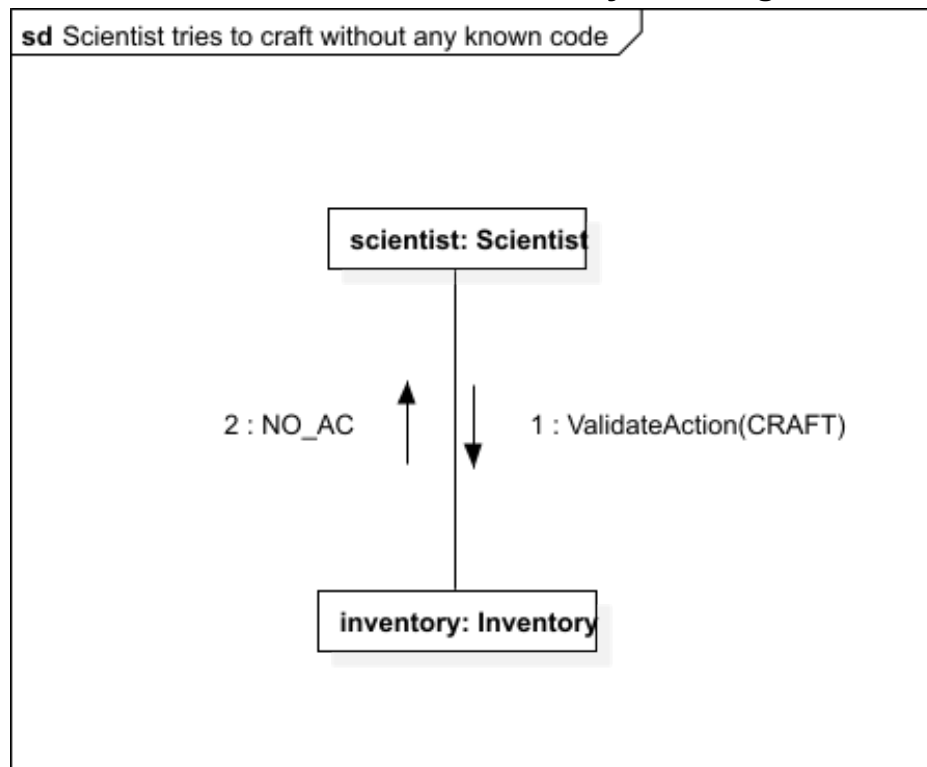 sd Scientist tries to craft without any known code
scientist: Scientist
2 : NO_AC
1 : ValidateAction(CRAFT)
inventory: Inventory